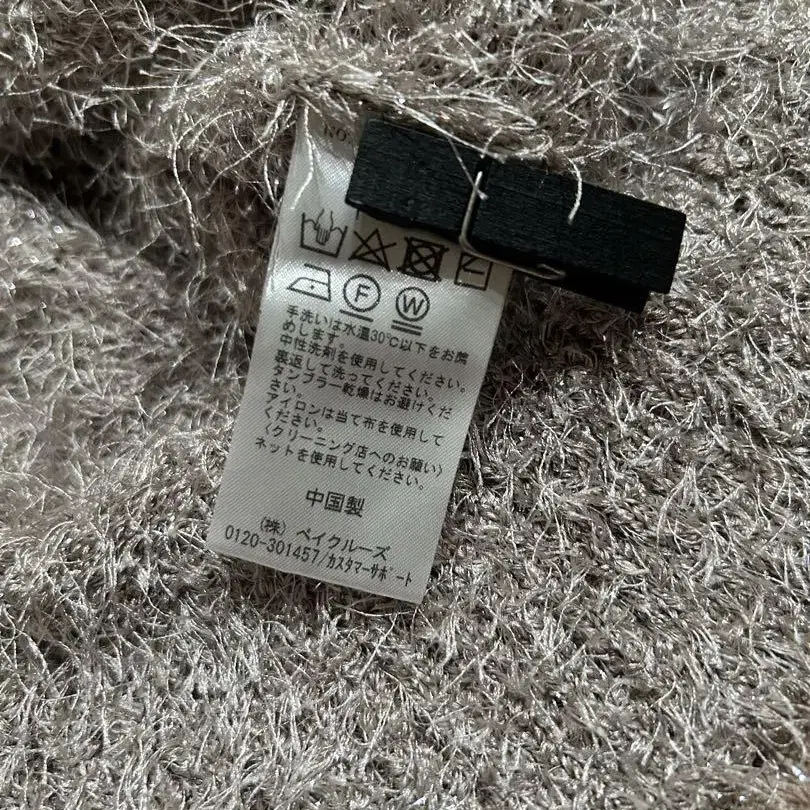 NO.
F W
手洗いは水温30℃以下をお薦
めします。
中性洗剤を使用してください。
裏返して洗ってください。
タンブラー乾燥はお避けくだ
さい。
アイロンは当て布を使用して
ください。
〈クリーニング店へのお願い〉
ネットを使用してください。
中国製
(株) ベイクルーズ
0120-301457/カスタマーサポート